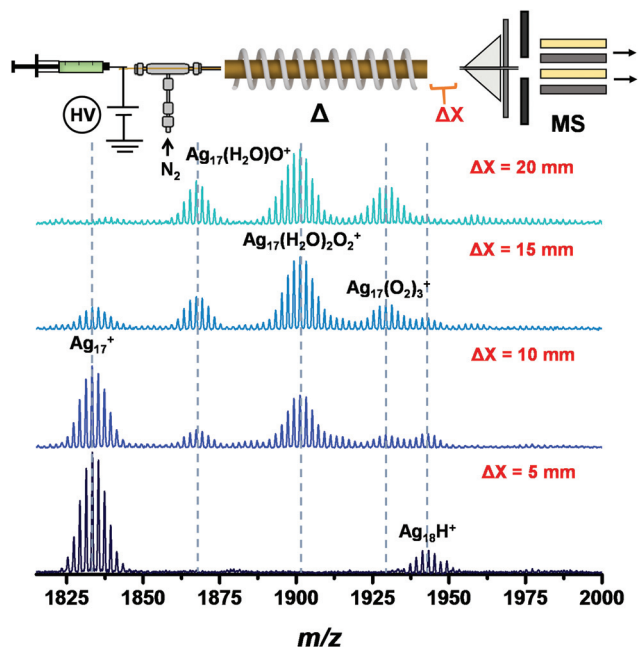 HV
N₂
Δ
ΔX
MS
Ag₁₇(H₂O)O⁺
ΔX = 20 mm
Ag₁₇(H₂O)₂O₂⁺
ΔX = 15 mm
Ag₁₇(O₂)₃⁺
Ag₁₇⁺
ΔX = 10 mm
ΔX = 5 mm
Ag₁₈H⁺
1825 1850 1875 1900 1925 1950 1975 2000
m/z